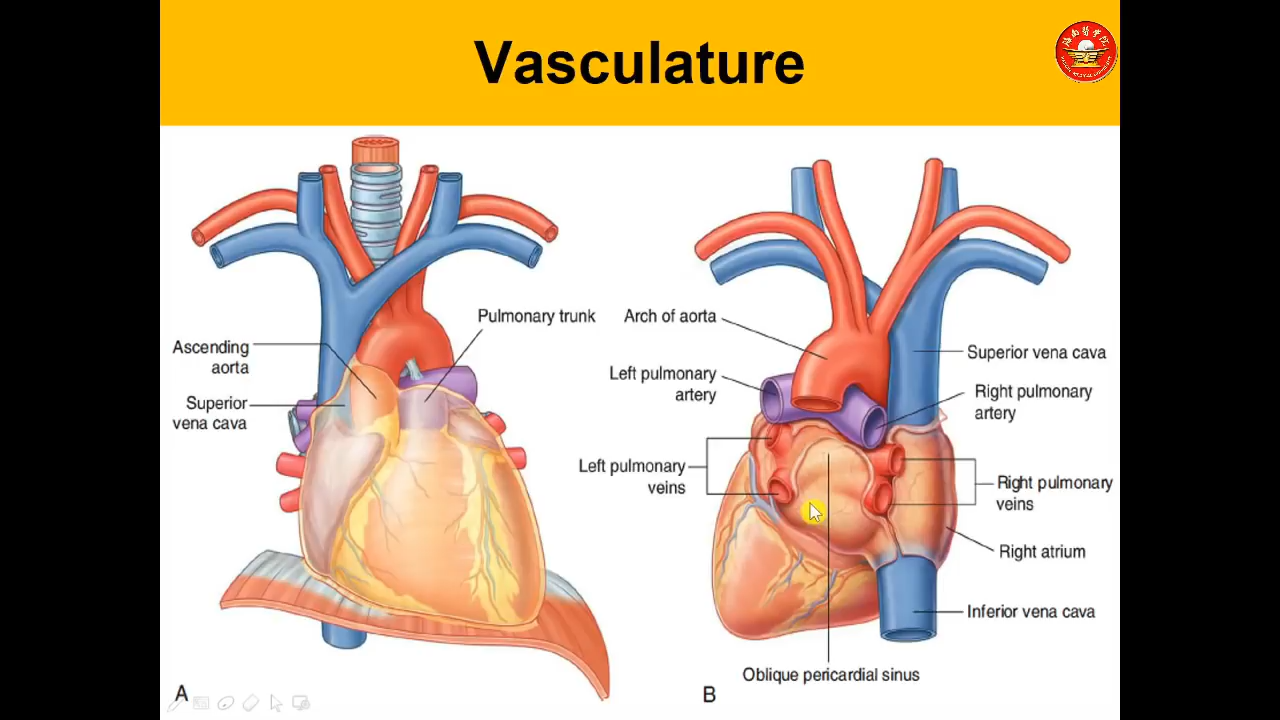 Vasculature
Pulmonary trunk
Ascending
aorta
Superior
vena cava
A
Arch of aorta
Left pulmonary
artery
Left pulmonary
veins
Superior vena cava
Right pulmonary
artery
Right pulmonary
veins
Right atrium
Inferior vena cava
Oblique pericardial sinus
B